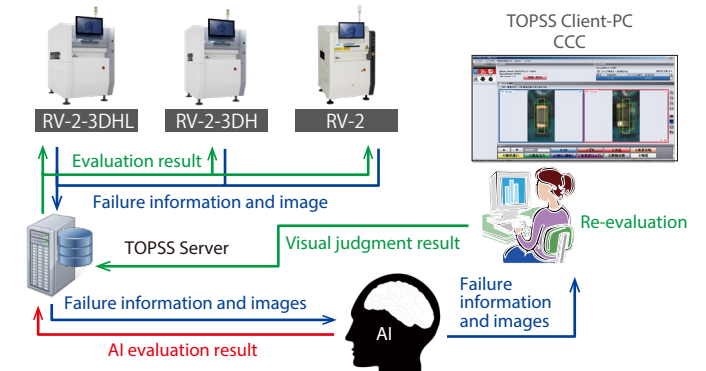 TOPSS Client-PC
CCC
RV-2-3DHL
RV-2-3DH
RV-2
Evaluation result
Failure information and image
TOPSS Server
Visual judgment result
Re-evaluation
Failure information and images
AI
Failure
information
and images
AI evaluation result